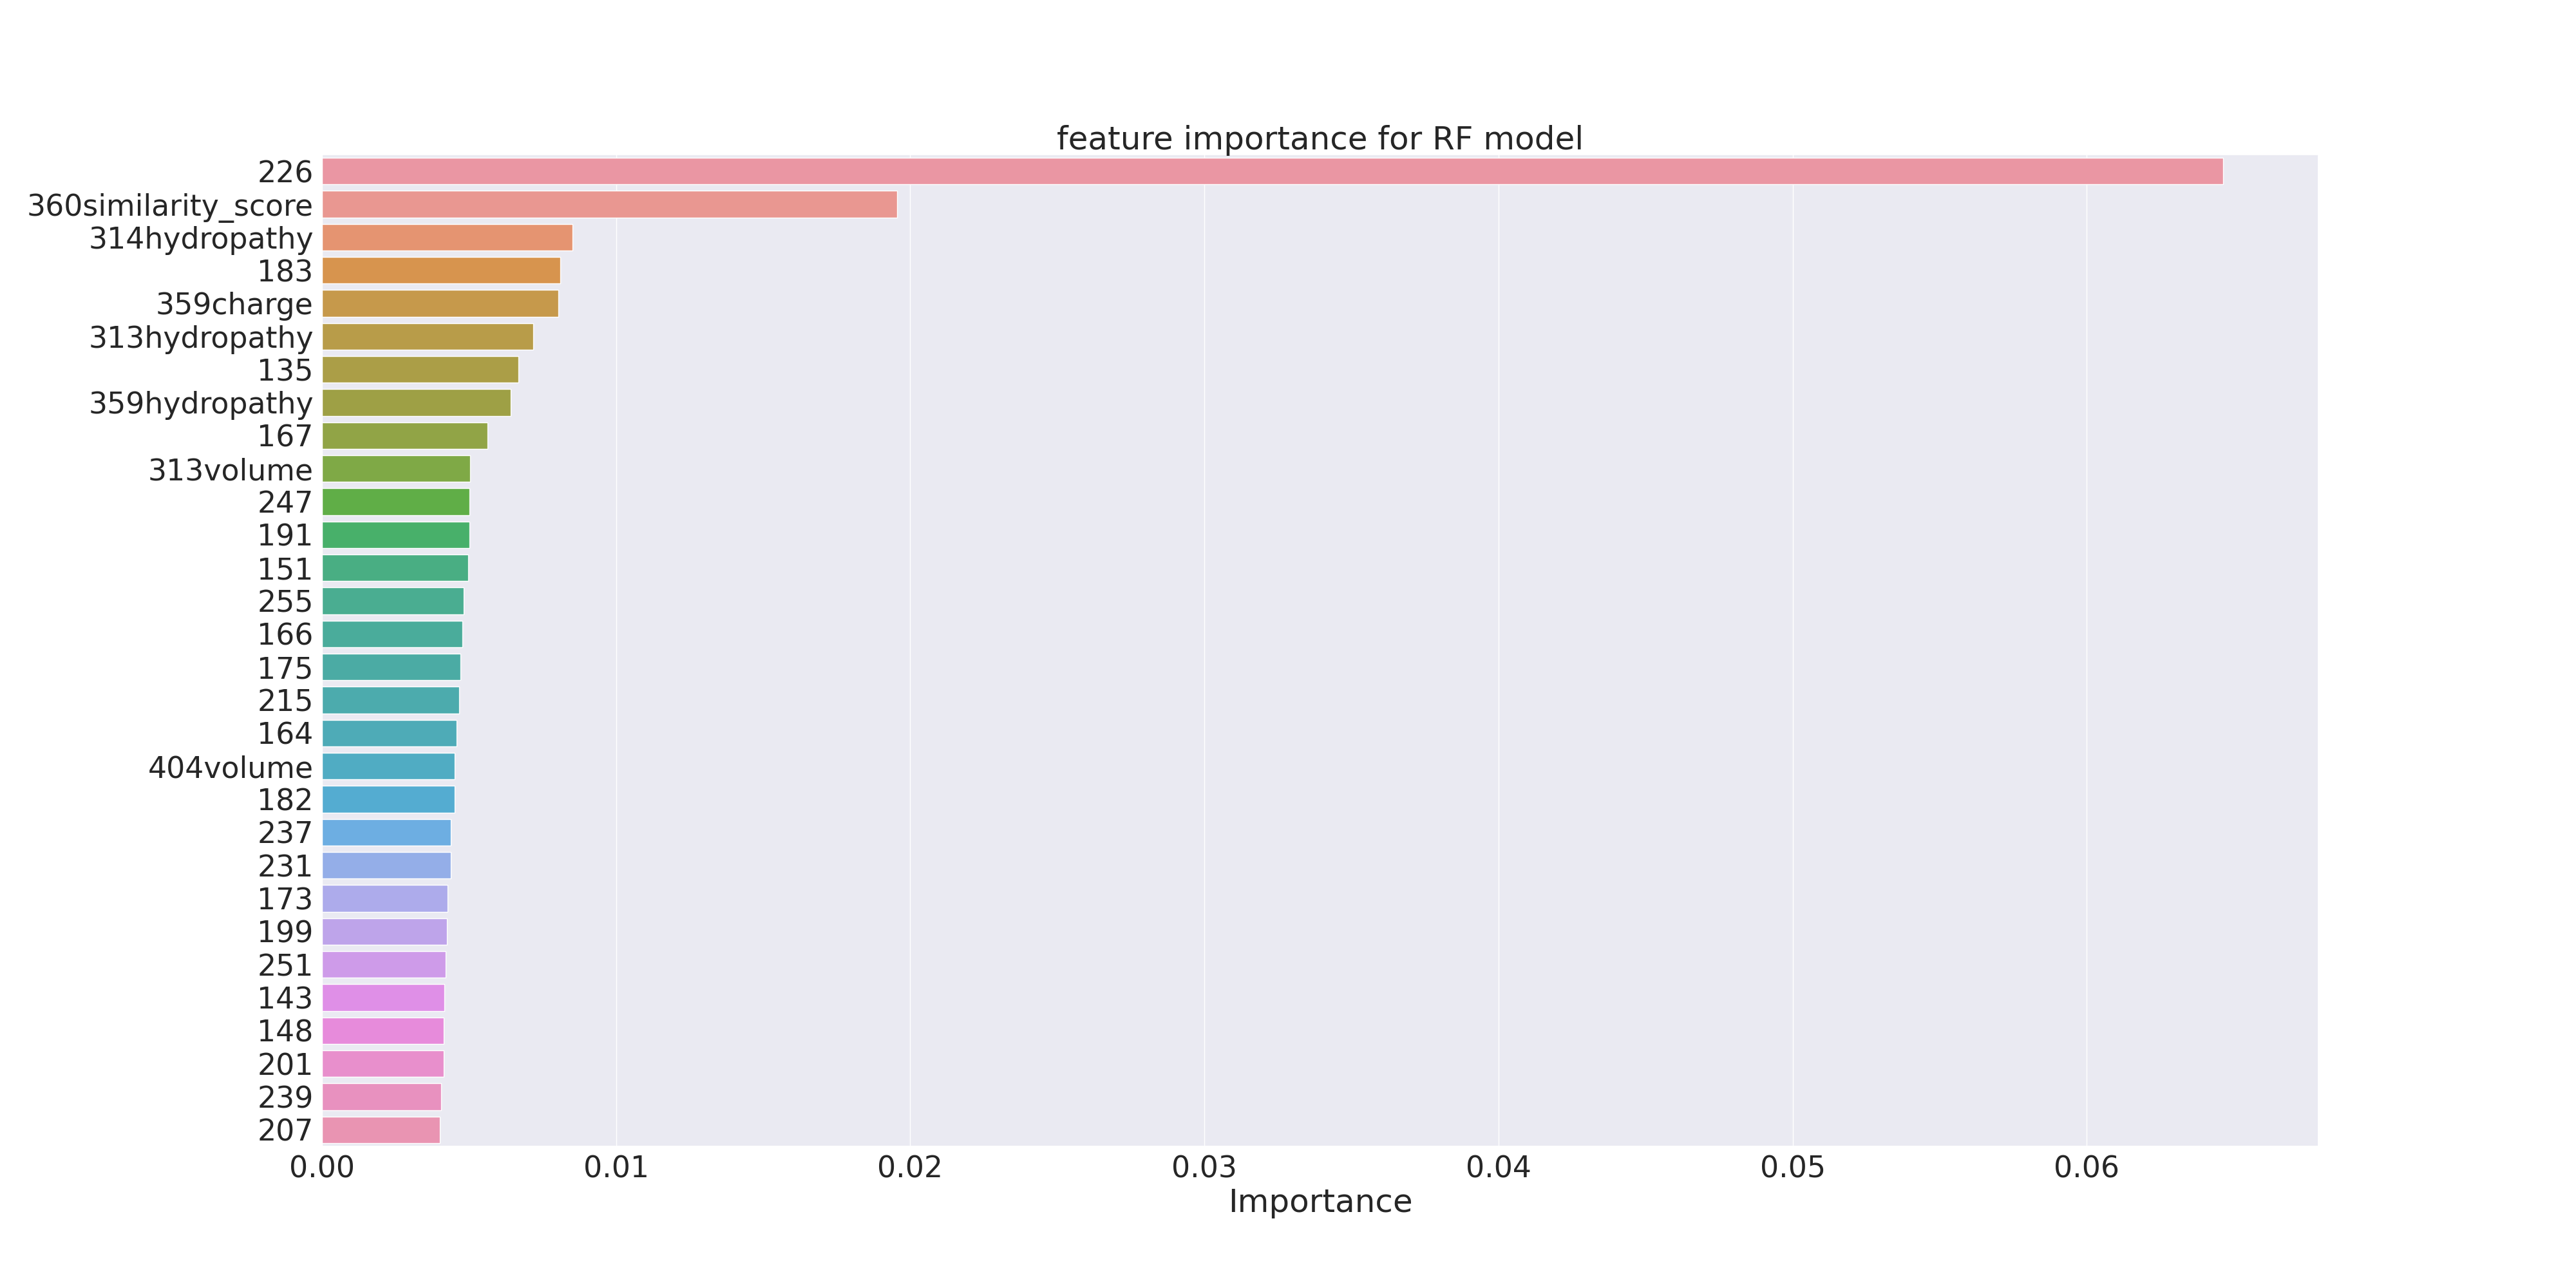 feature importance for RF model
226
360similarity_score
314hydropathy
183
359charge
313hydropathy
135
359hydropathy
167
313volume
247
191
151
255
166
175
215
164
404volume
182
237
231
173
199
251
143
148
201
239
207
0.00 0.01 0.02 0.03 0.04 0.05 0.06
Importance